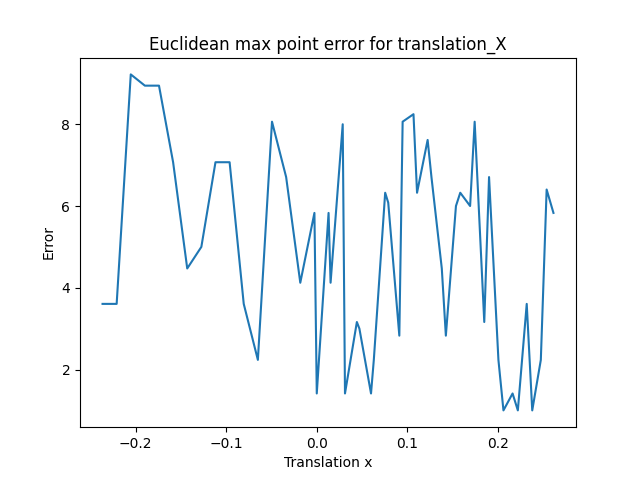 Euclidean max point error for translation_X
Error
8
6
4
2
−0.2 −0.1 0.0 0.1 0.2
Translation x